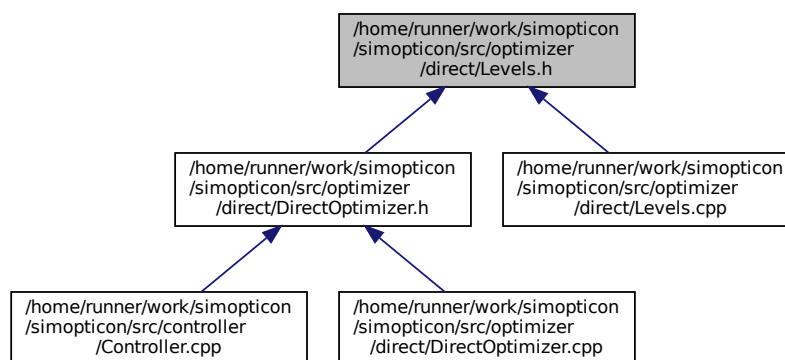 /home/runner/work/simopticon
/simopticon/src/optimizer
/direct/Levels.h
/home/runner/work/simopticon
/simopticon/src/optimizer
/direct/DirectOptimizer.h
/home/runner/work/simopticon
/simopticon/src/optimizer
/direct/Levels.cpp
/home/runner/work/simopticon
/simopticon/src/controller
/Controller.cpp
/home/runner/work/simopticon
/simopticon/src/optimizer
/direct/DirectOptimizer.cpp